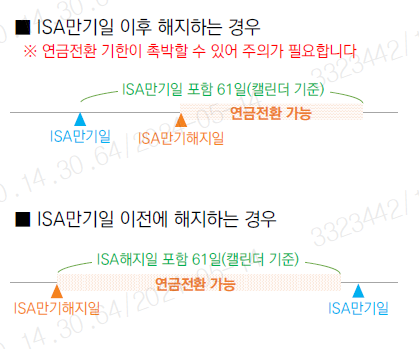 ■ ISA만기일 이후 해지하는 경우
※ 연금전환 기한이 촉박할 수 있어 주의가 필요합니다
ISA만기일 포함 61일(캘린더 기준)
연금전환 가능
ISA만기일
ISA만기해지일
3323442/
■ ISA만기일 이전에 해지하는 경우
3323442/
ISA해지일 포함 61일(캘린더 기준)
연금전환 가능
ISA만기해지일
ISA만기일